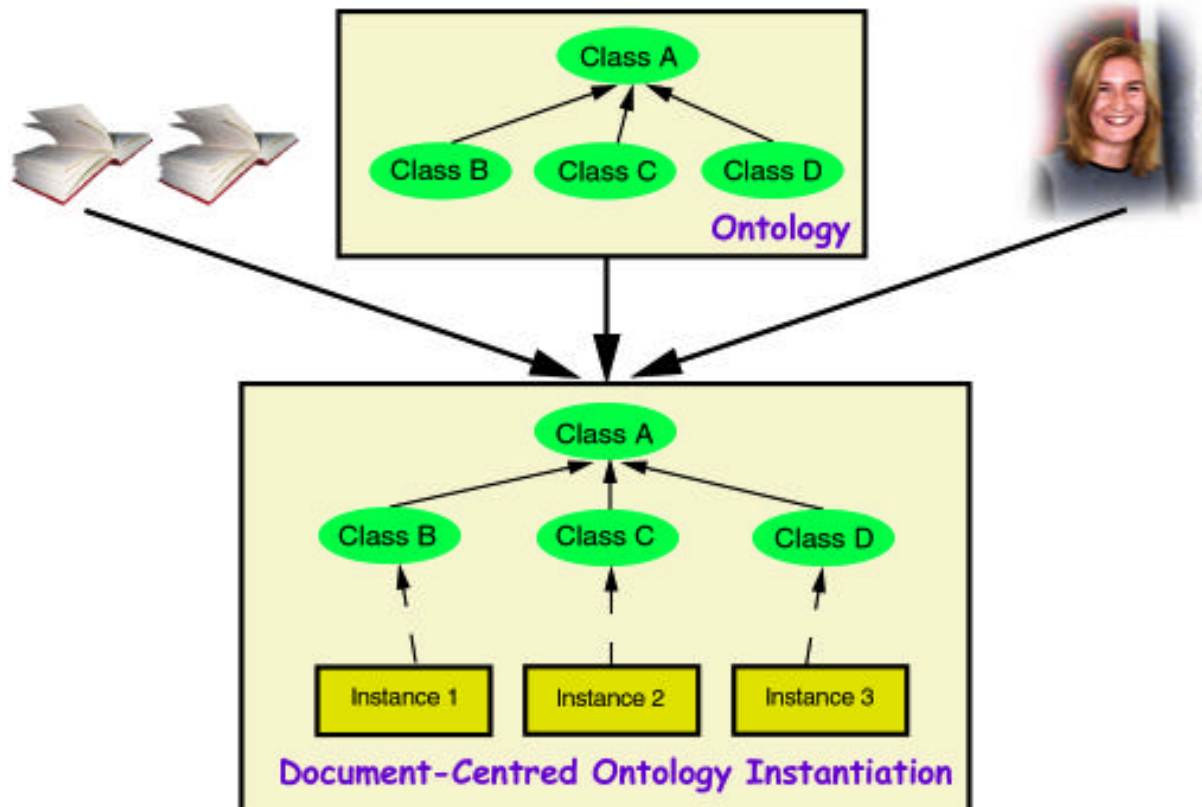 Class A
Class B Class C Class D
Ontology
Class A
Class B Class C Class D
Instance 1 Instance 2 Instance 3
Document-Centred Ontology Instantiation